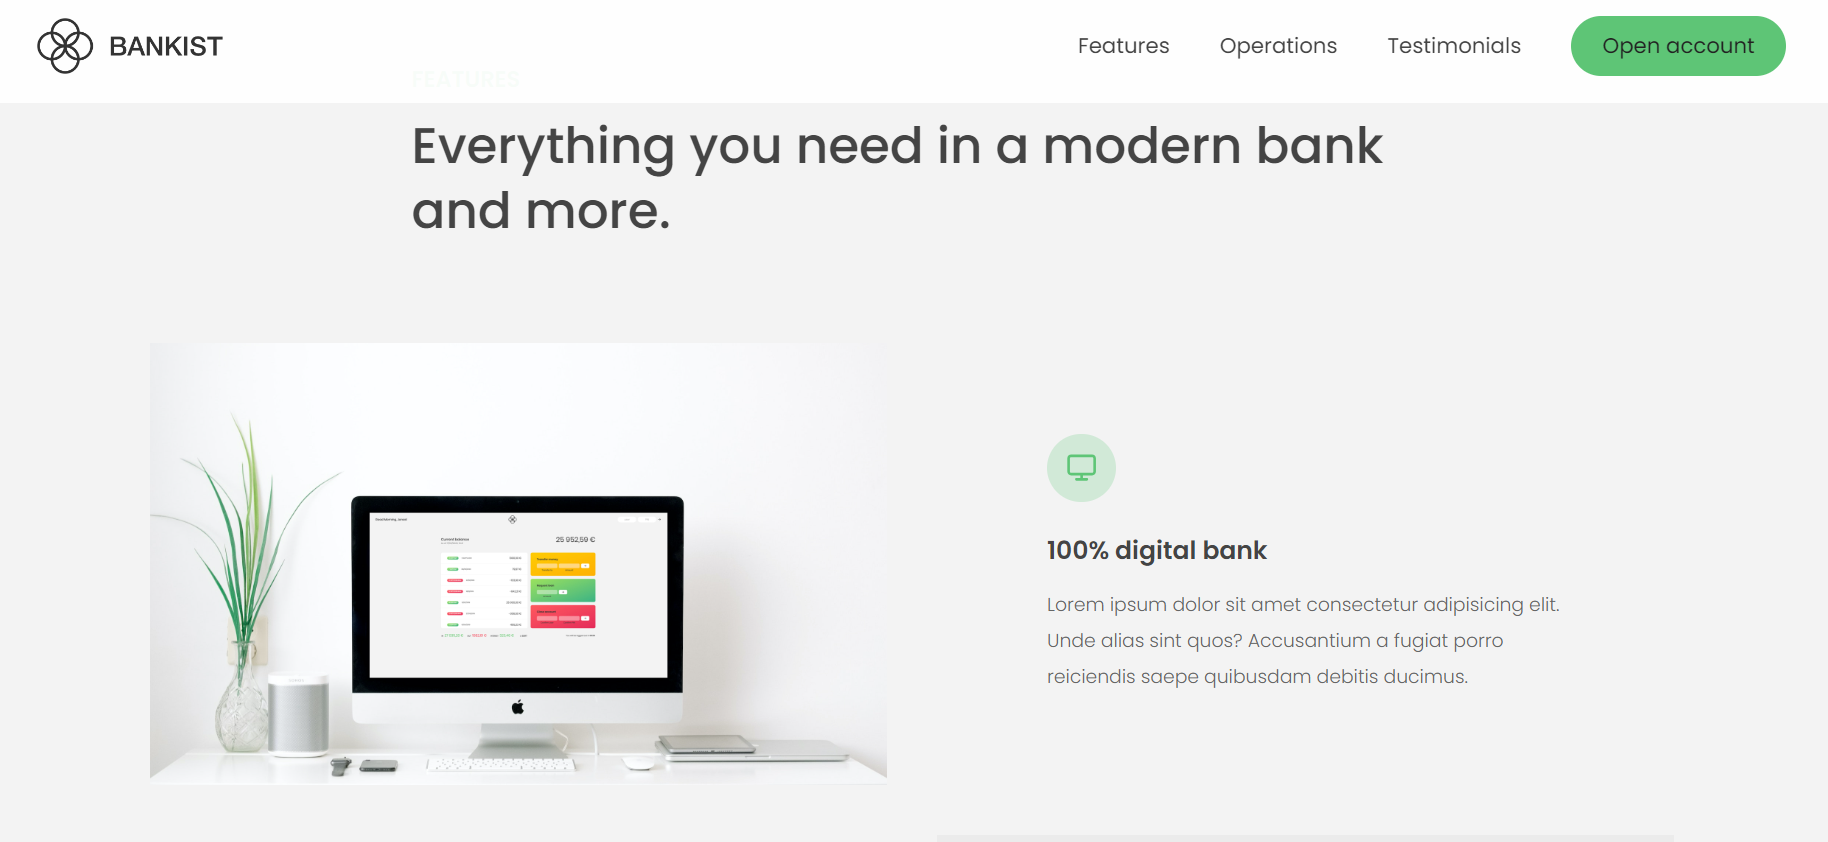 BANKIST
Features
Operations
Testimonials
Open account
FEATURES
Everything you need in a modern bank
and more.
25 952,59 €
100% digital bank
Lorem ipsum dolor sit amet consectetur adipisicing elit.
Unde alias sint quos? Accusantium a fugiat porro
reiciendis saepe quibusdam debitis ducimus.